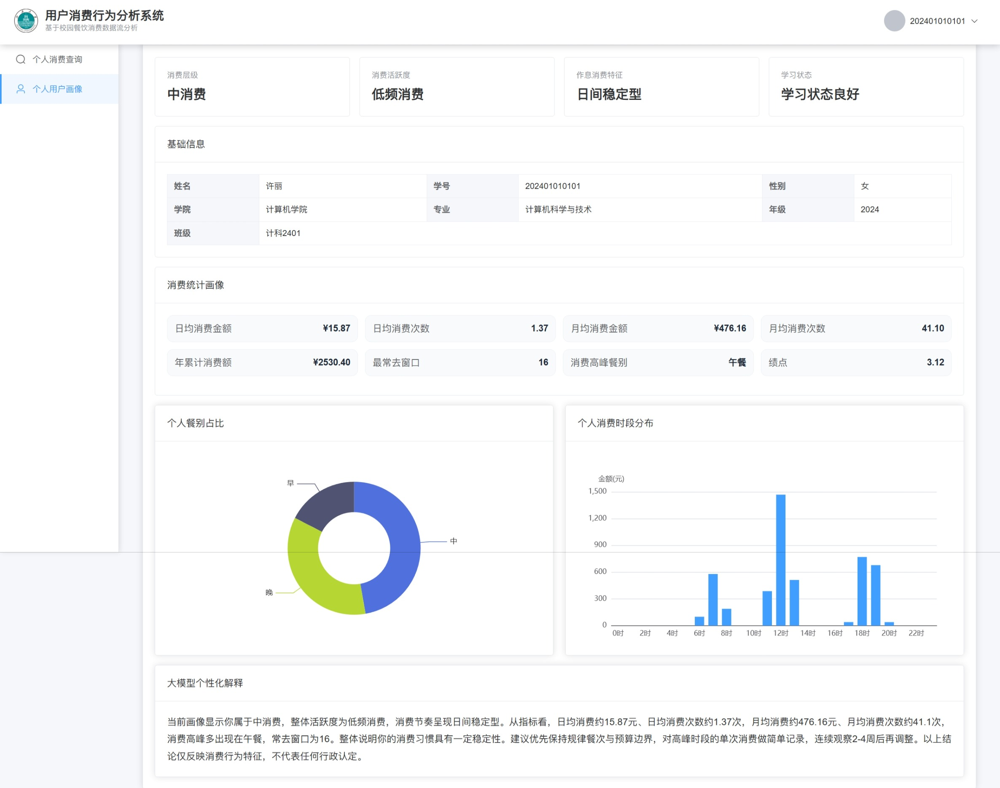 用户消费行为分析系统
基于校园餐饮消费数据流分析
202401010101
个人消费查询
个人用户画像
消费层级
中消费
消费活跃度
低频消费
作息消费特征
日间稳定型
学习状态
学习状态良好
基础信息
姓名 许丽 学号 202401010101 性别 女
学院 计算机学院 专业 计算机科学与技术 年级 2024
班级 计科2401
消费统计画像
日均消费金额 ¥15.87 日均消费次数 1.37 月均消费金额 ¥476.16 月均消费次数 41.10
年累计消费额 ¥2530.40 最常去窗口 16 消费高峰餐别 午餐 绩点 3.12
个人餐别占比
早
中
晚
个人消费时段分布
金额(元)
1,500
1,200
900
600
300
0
0时 2时 4时 6时 8时 10时 12时 14时 16时 18时 20时 22时
大模型个性化解释
当前画像显示你属于中消费，整体活跃度为低频消费，消费节奏呈现日间稳定型。从指标看，日均消费约15.87元、日均消费次数约1.37次，月均消费约476.16元、月均消费次数约41.1次，
消费高峰多出现在午餐，常去窗口为16。整体说明你的消费习惯具有一定稳定性。建议优先保持规律餐次与预算边界，对高峰时段的单次消费做简单记录，连续观察2-4周后再调整。以上结
论仅反映消费行为特征，不代表任何行政认定。